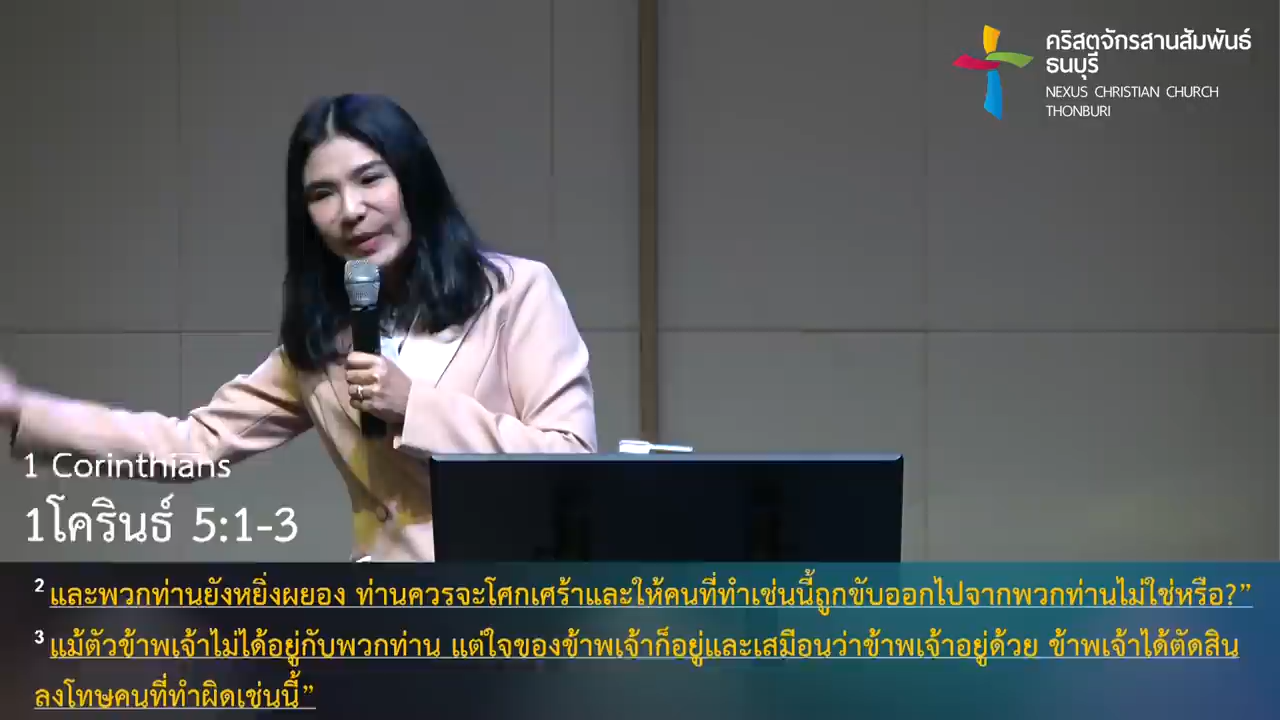 คริสตจักรสานสัมพันธ์
ธนบุรี
NEXUS CHRISTIAN CHURCH
THONBURI
1 Corinthians
1โครินธ์ 5:1-3
2 และพวกท่านยังหยิ่งผยอง ท่านควรจะโศกเศร้าและให้คนที่ทำเช่นนี้ถูกขับออกไปจากพวกท่านไม่ใช่หรือ?”
3 แม้ตัวข้าพเจ้าไม่ได้อยู่กับพวกท่าน แต่ใจของข้าพเจ้าก็อยู่และเสมือนว่าข้าพเจ้าอยู่ด้วย ข้าพเจ้าได้ตัดสิน
ลงโทษคนที่ทำผิดเช่นนี้”